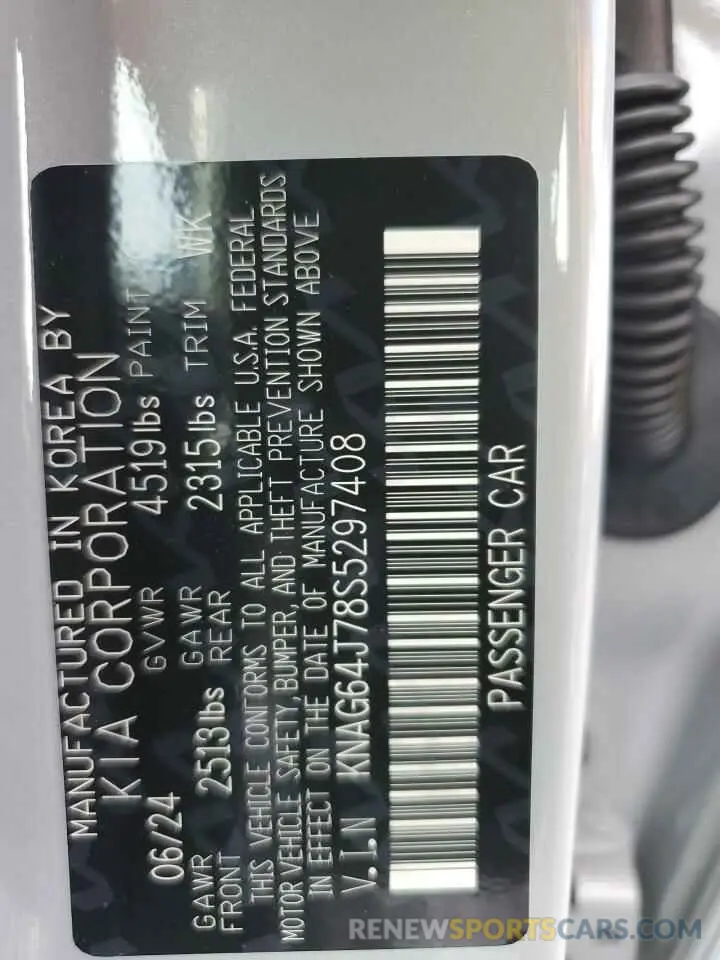 MANUFACTURED IN KOREA BY
KIA CORPORATION
06/24 GVWR 4519lbs PAINT
GAWR FRONT 2513lbs GAWR REAR 2315lbs TRIM WK
THIS VEHICLE CONFORMS TO ALL APPLICABLE U.S.A. FEDERAL
MOTOR VEHICLE SAFETY, BUMPER, AND THEFT PREVENTION STANDARDS
IN EFFECT ON THE DATE OF MANUFACTURE SHOWN ABOVE
V.I.N KNAG64J78S5297408
PASSENGER CAR
RENEWSPORTSCARS.COM